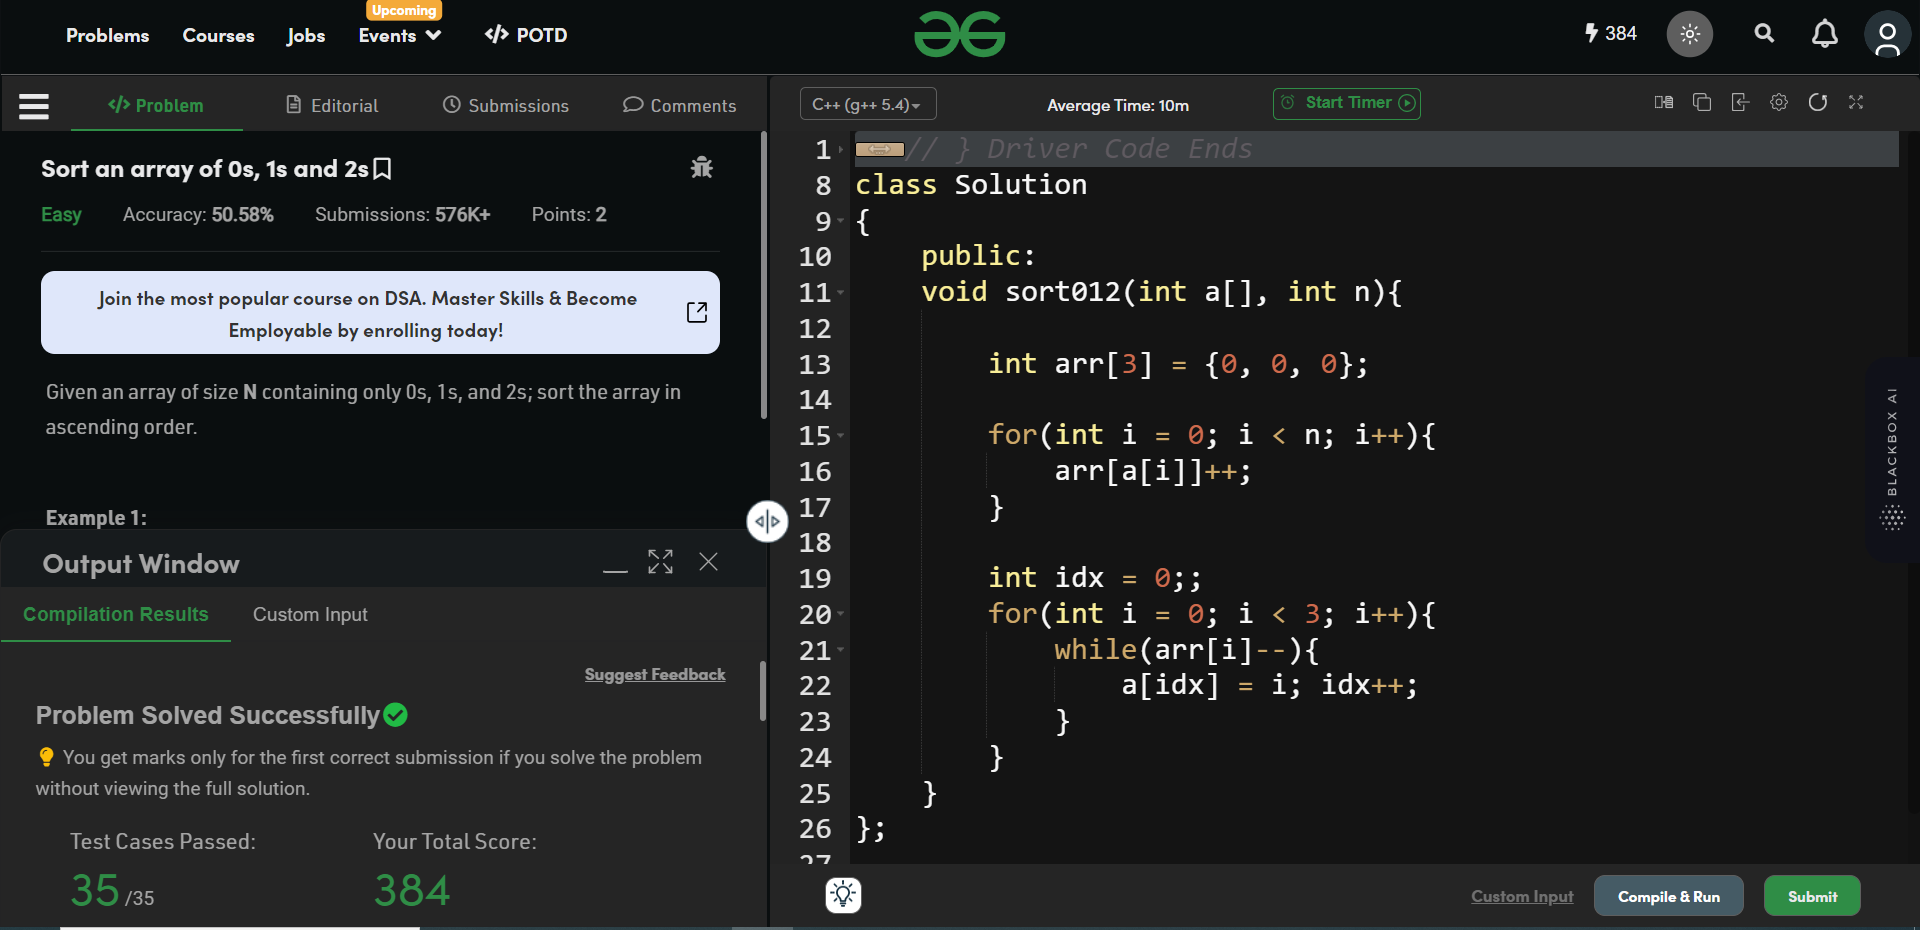 Upcoming
Problems Courses Jobs Events </> POTD
384
</> Problem Editorial Submissions Comments
Sort an array of 0s, 1s and 2s
Easy Accuracy: 50.58% Submissions: 576K+ Points: 2
Join the most popular course on DSA. Master Skills & Become
Employable by enrolling today!
Given an array of size N containing only 0s, 1s, and 2s; sort the array in
ascending order.
Example 1:
Output Window
Compilation Results Custom Input
Suggest Feedback
Problem Solved Successfully
You get marks only for the first correct submission if you solve the problem
without viewing the full solution.
Test Cases Passed: Your Total Score:
35 /35 384
C++ (g++ 5.4) Average Time: 10m Start Timer
1 // } Driver Code Ends
8 class Solution
9 {
10 public:
11 void sort012(int a[], int n){
12
13 int arr[3] = {0, 0, 0};
14
15 for(int i = 0; i < n; i++){
16 arr[a[i]]++;
17 }
18
19 int idx = 0;;
20 for(int i = 0; i < 3; i++){
21 while(arr[i]--){
22 a[idx] = i; idx++;
23 }
24 }
25 }
26 };
27
BLACKBOX AI
Custom Input Compile & Run Submit